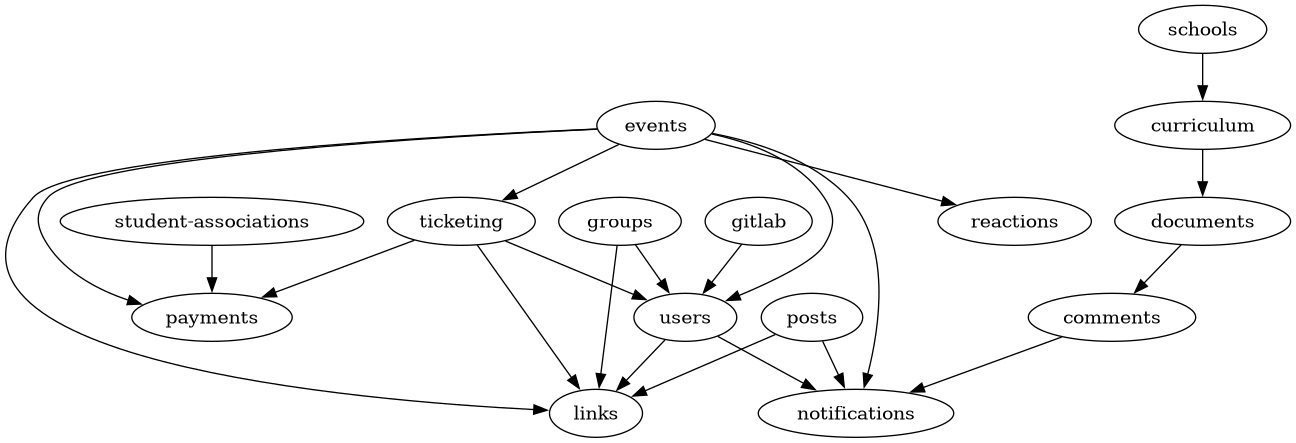 schools
events
curriculum
student-associations
ticketing
groups
gitlab
reactions
documents
payments
users
posts
comments
links
notifications